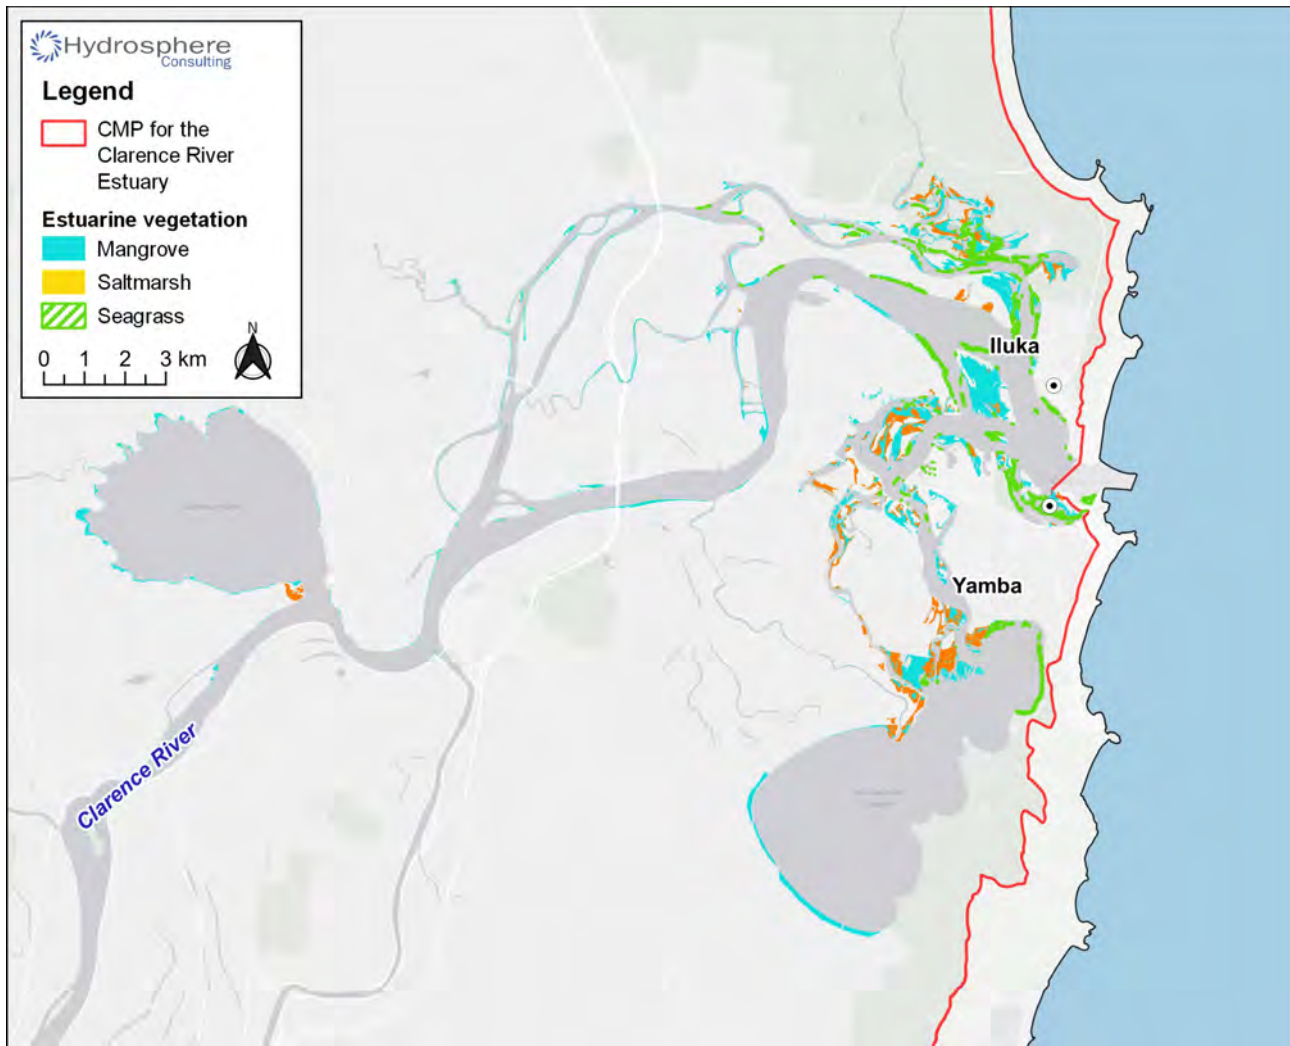 Hydrosphere
Consulting
Legend
CMP for the
Clarence River
Estuary
Estuarine vegetation
Mangrove
Saltmarsh
Seagrass
N
0 1 2 3 km
Iluka
Yamba
Clarence River